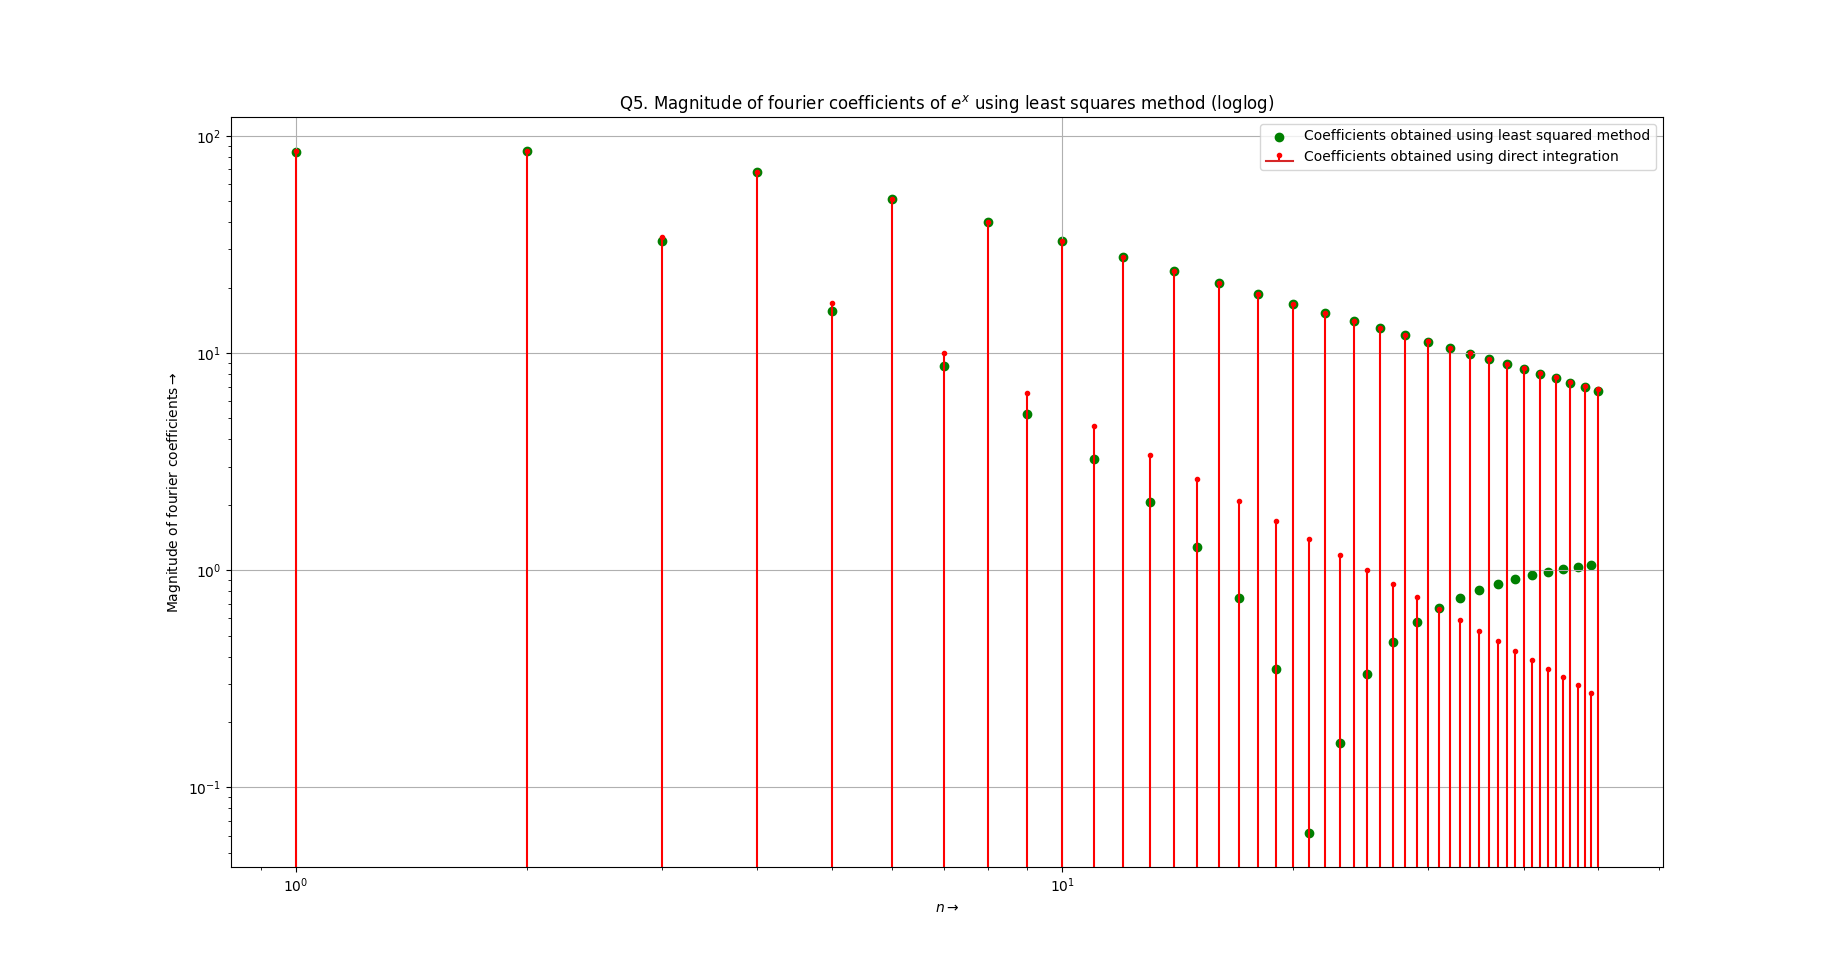 Q5. Magnitude of fourier coefficients of e^x using least squares method (loglog)
Coefficients obtained using least squared method
Coefficients obtained using direct integration
Magnitude of fourier coefficients →
10^2
10^1
10^0
10^-1
10^0 10^1
n →